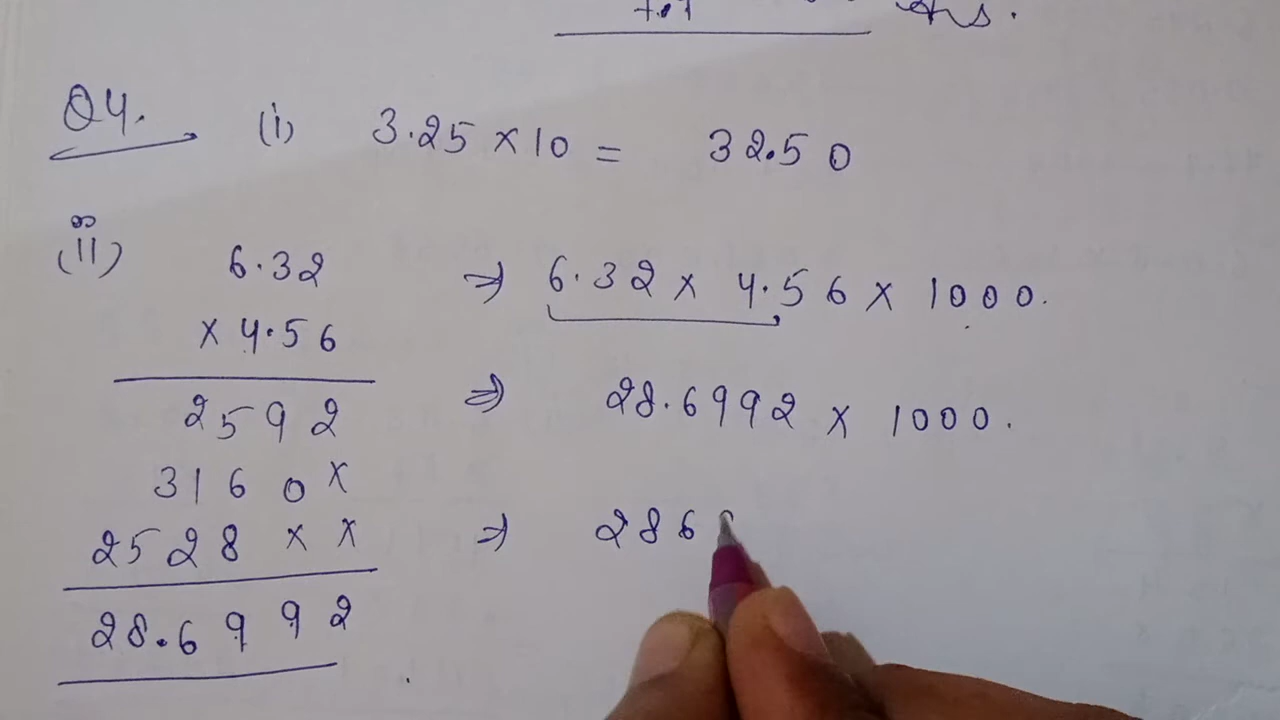 Ans.
Q4. (i) 3.25 × 10 = 32.50
(ii) 6.32 ⇒ 6.32 × 4.56 × 1000.
× 4.56
2592 ⇒ 28.6992 × 1000.
3160 ×
2528 × × ⇒ 286
28.6992